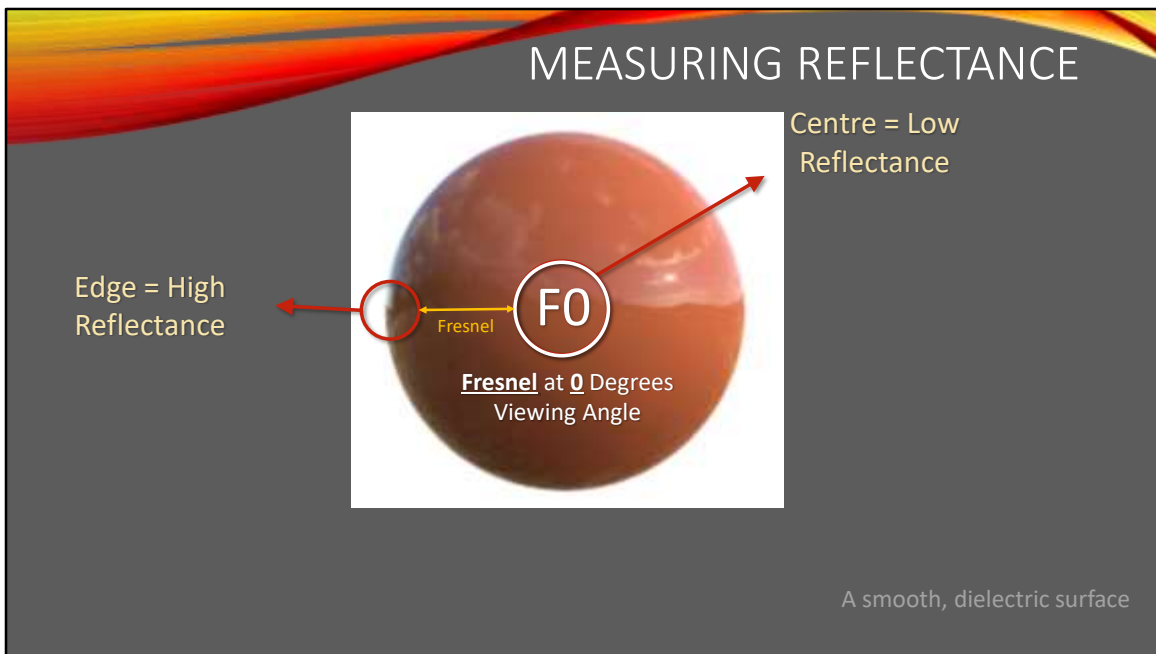 MEASURING REFLECTANCE
Centre = Low
Reflectance
Edge = High
Reflectance
Fresnel
F0
Fresnel at 0 Degrees
Viewing Angle
A smooth, dielectric surface